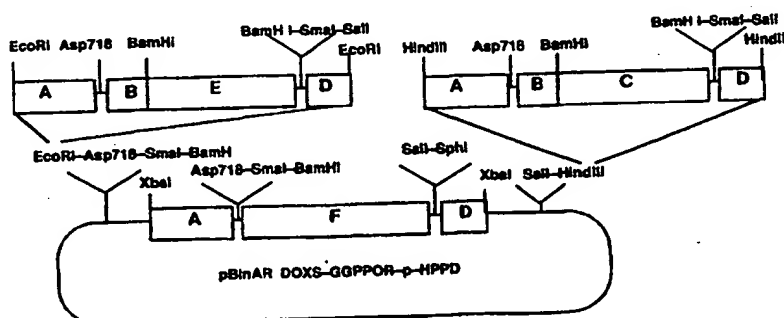 BamH I-SmaI-SalI
EcoRI Asp718 BamHi
EcoRI
A B E D
BamH I-SmaI-SalI
HindIII Asp718 BamHi
HindIII
A B C D
EcoRI-Asp718-SmaI-BamH
XbaI
Asp718-SmaI-BamHI
SalI-SphI
XbaI
SalI-HindIII
A F D
pBinAR DOXS-GGPPOR-p-HPPD